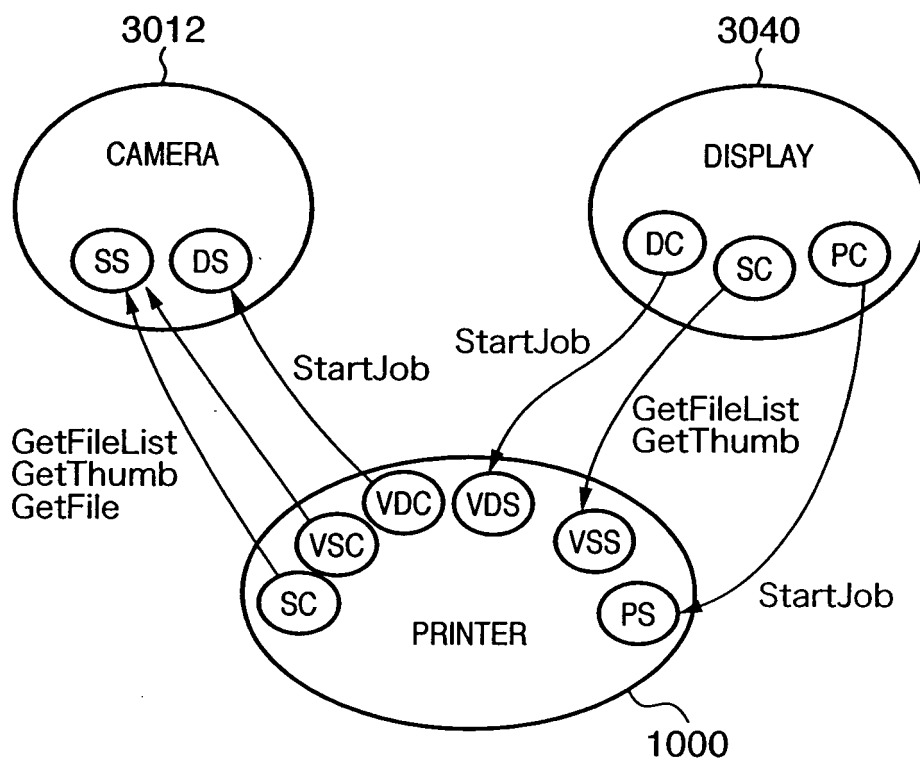 3012
3040
CAMERA
DISPLAY
SS
DS
DC
SC
PC
StartJob
StartJob
GetFileList
GetThumb
GetFileList
GetThumb
GetFile
VDC
VDS
VSC
VSS
SC
PS
StartJob
PRINTER
1000